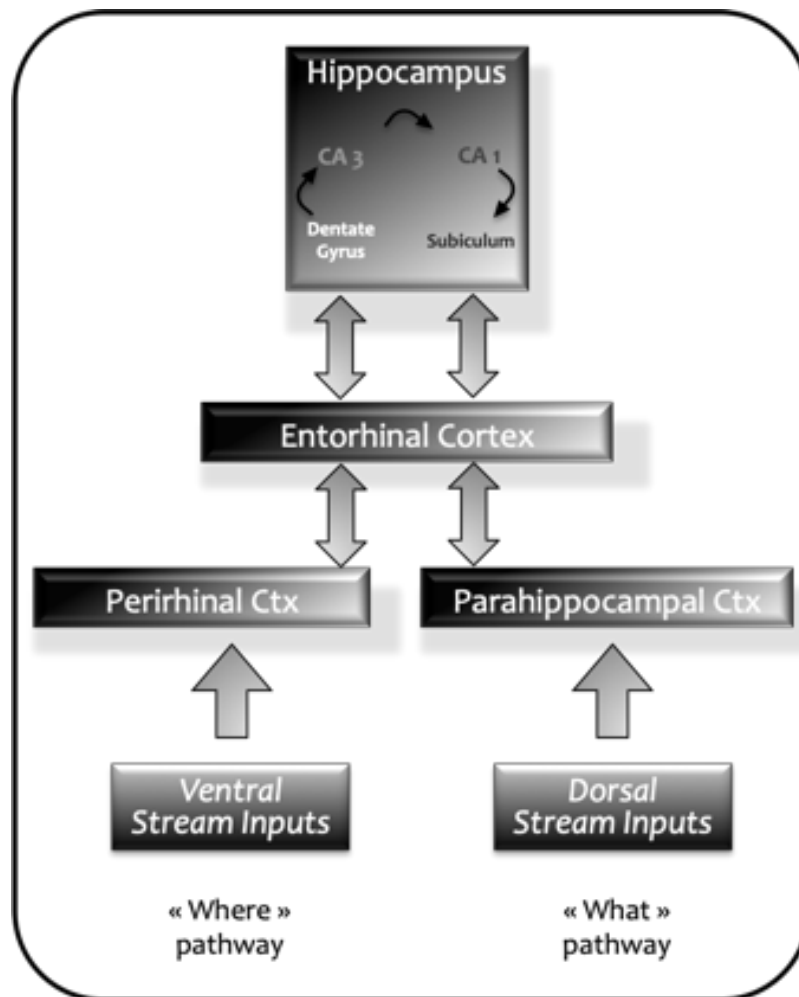 Hippocampus
CA 3
CA 1
Dentate
Gyrus
Subiculum
Entorhinal Cortex
Perirhinal Ctx
Parahippocampal Ctx
Ventral
Stream Inputs
Dorsal
Stream Inputs
« Where »
pathway
« What »
pathway